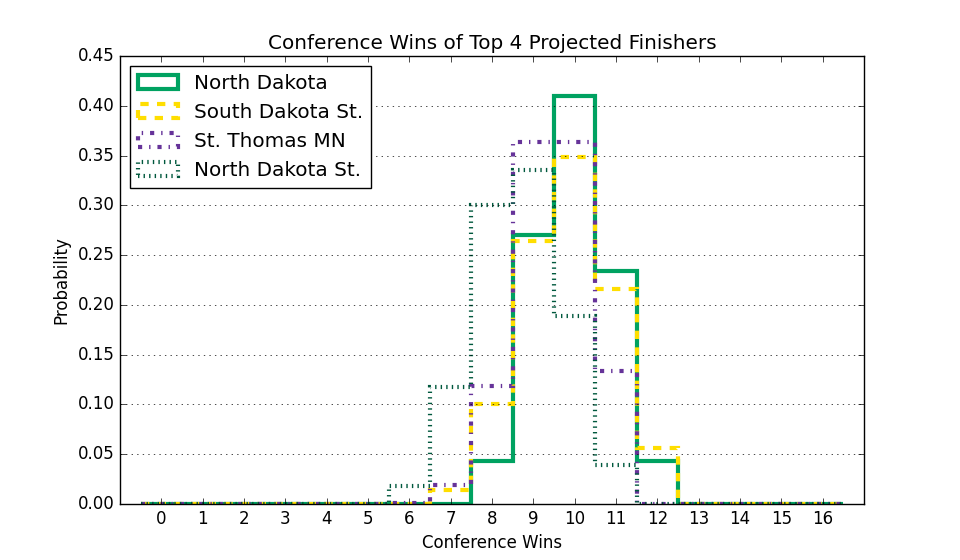 Conference Wins of Top 4 Projected Finishers
0.45
0.40
0.35
0.30
0.25
0.20
0.15
0.10
0.05
0.00
Probability
North Dakota
South Dakota St.
St. Thomas MN
North Dakota St.
0 1 2 3 4 5 6 7 8 9 10 11 12 13 14 15 16
Conference Wins